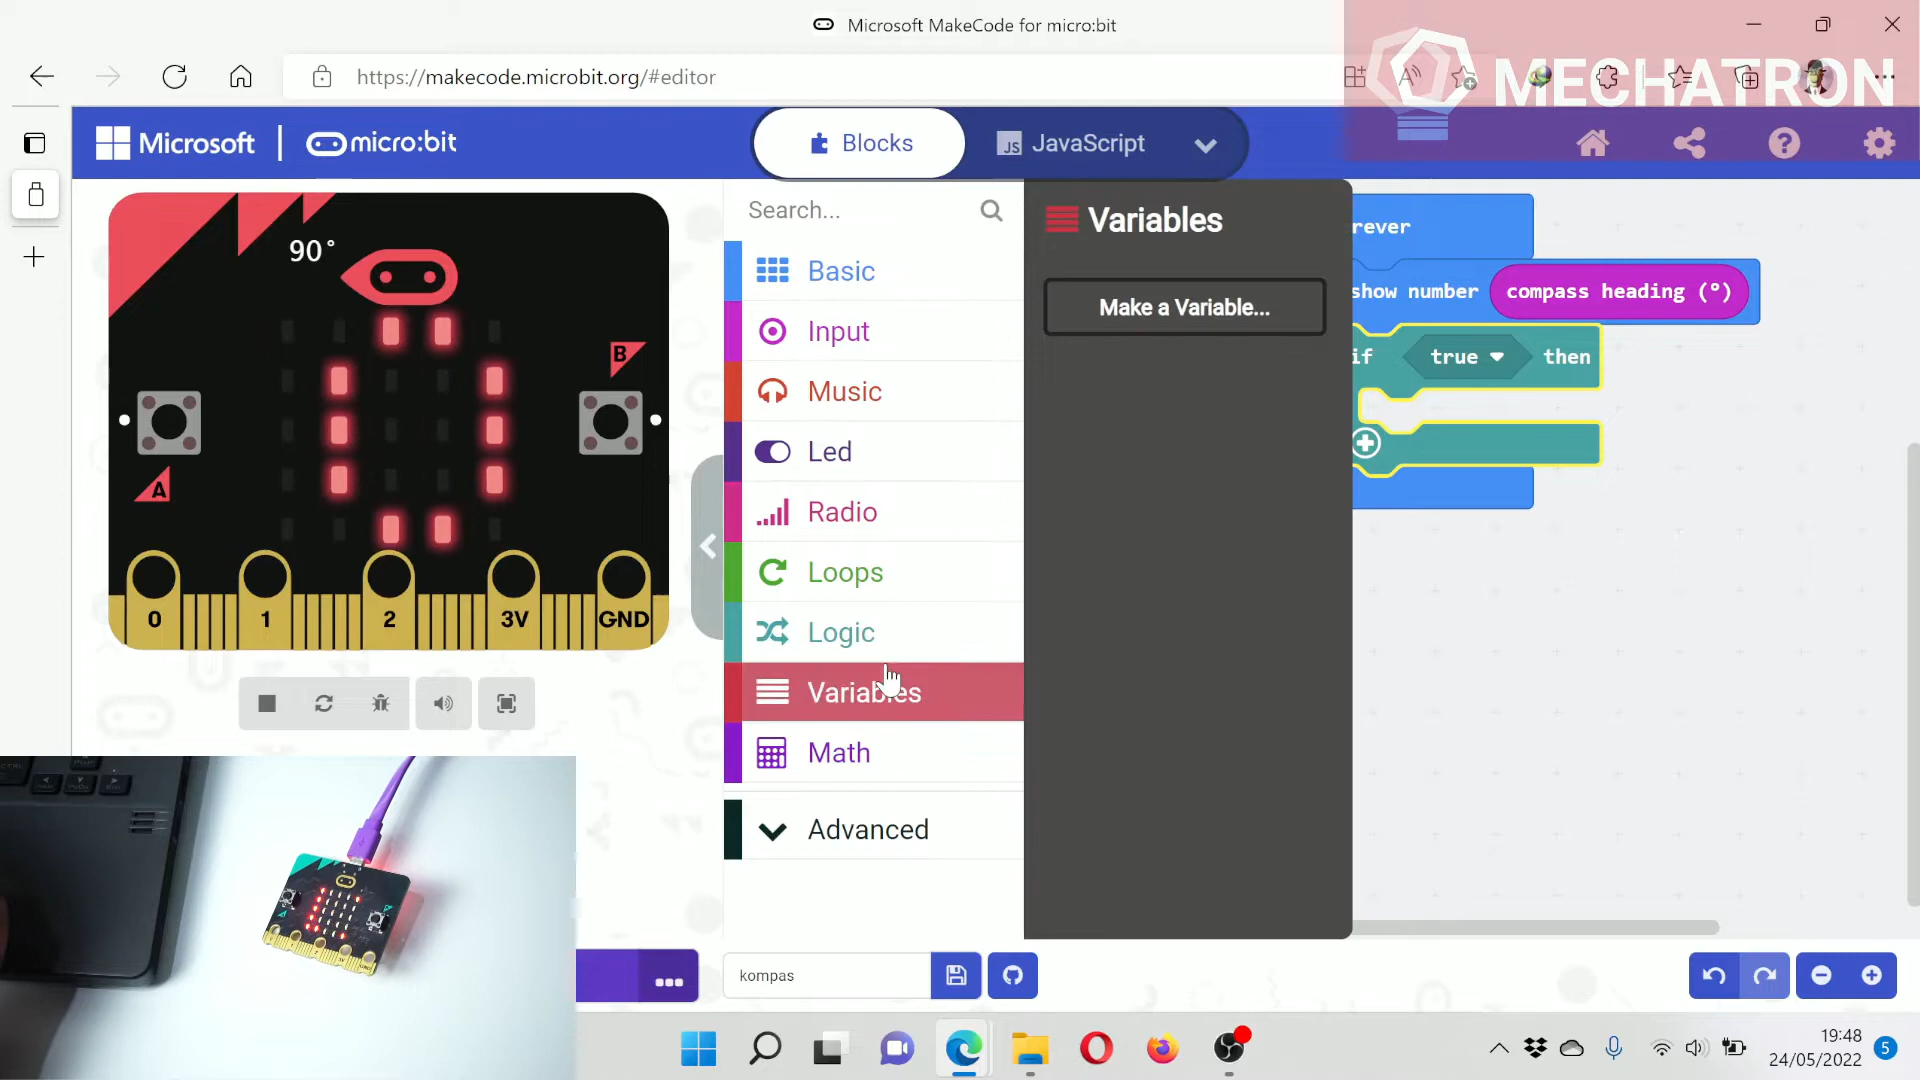 Microsoft MakeCode for micro:bit
https://makecode.microbit.org/#editor
MECHATRON
Microsoft
micro:bit
Blocks
JS JavaScript
90°
A
B
0 1 2 3V GND
Search...
Basic
Input
Music
Led
Radio
Loops
Logic
Variables
Math
Advanced
Variables
Make a Variable...
rever
show number compass heading (°)
if true then
kompas
19:48
24/05/2022
5